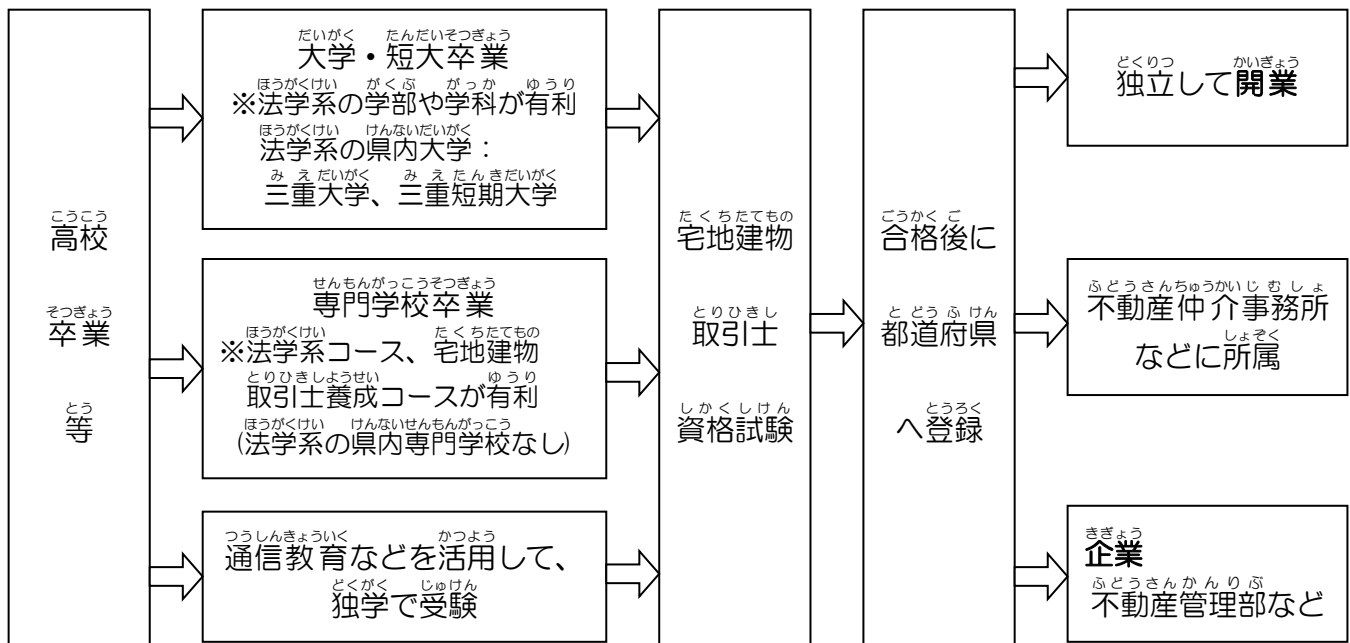 高校
卒業
等
大学・短大卒業
※法学系の学部や学科が有利
法学系の県内大学：
三重大学、三重短期大学
専門学校卒業
※法学系コース、宅地建物
取引士養成コースが有利
(法学系の県内専門学校なし)
通信教育などを活用して、
独学で受験
宅地建物
取引士
資格試験
合格後に
都道府県
へ登録
独立して開業
不動産仲介事務所
などに所属
企業
不動産管理部など